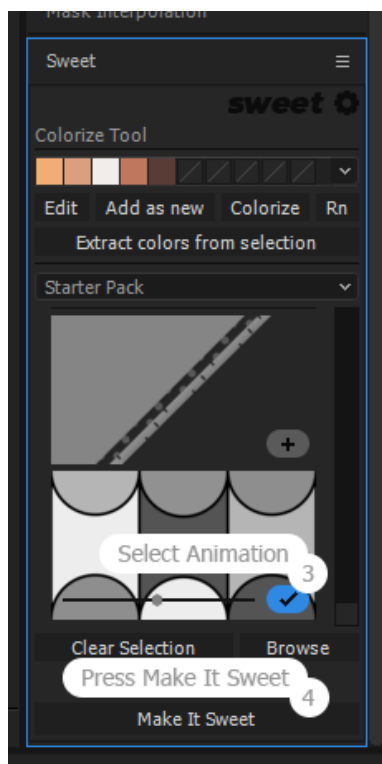 Mask Interpolation
Sweet
sweet
Colorize Tool
Edit Add as new Colorize Rn
Extract colors from selection
Starter Pack
Select Animation
3
Clear Selection Browse
Press Make It Sweet
4
Make It Sweet